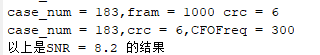 case_num = 183,fram = 1000 crc = 6
case_num = 183,crc = 6,CFOFreq = 300
以上是SNR = 8.2 的结果